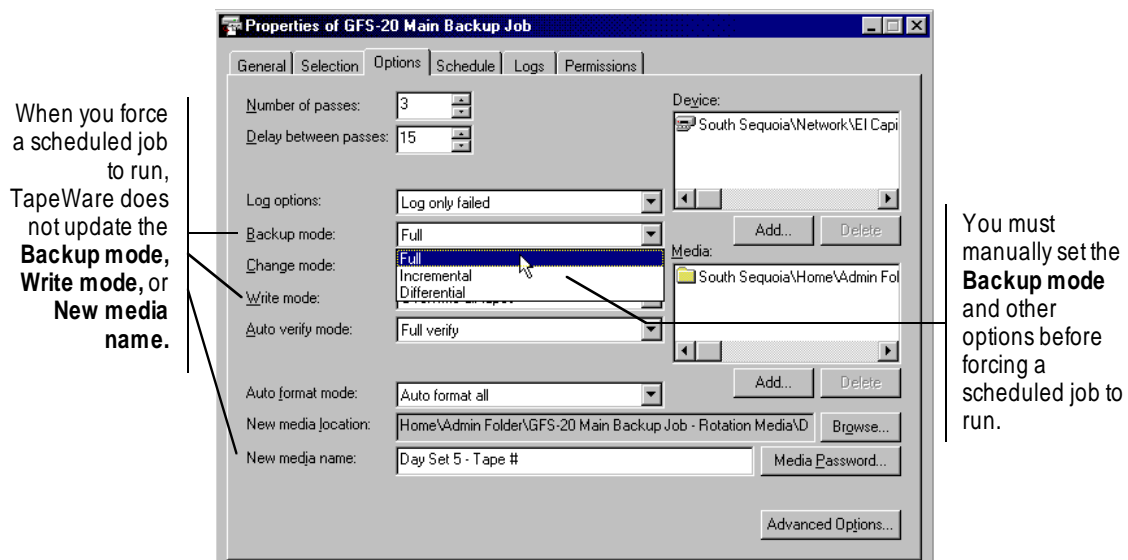 Properties of GFS-20 Main Backup Job
General Selection Options Schedule Logs Permissions
When you force
a scheduled job
to run,
TapeWare does
not update the
Backup mode,
Write mode, or
New media
name.
Number of passes: 3
Delay between passes: 15
Log options: Log only failed
Backup mode: Full
Full
Incremental
Differential
Change mode:
Write mode:
Auto verify mode: Full verify
Auto format mode: Auto format all
New media location: Home\Admin Folder\GFS-20 Main Backup Job - Rotation Media\D Browse...
New media name: Day Set 5 - Tape # Media Password...
Device:
South Sequoia\Network\El Capi
Add... Delete
Media:
South Sequoia\Home\Admin Fol
Add... Delete
Advanced Options...
You must
manually set the
Backup mode
and other
options before
forcing a
scheduled job to
run.